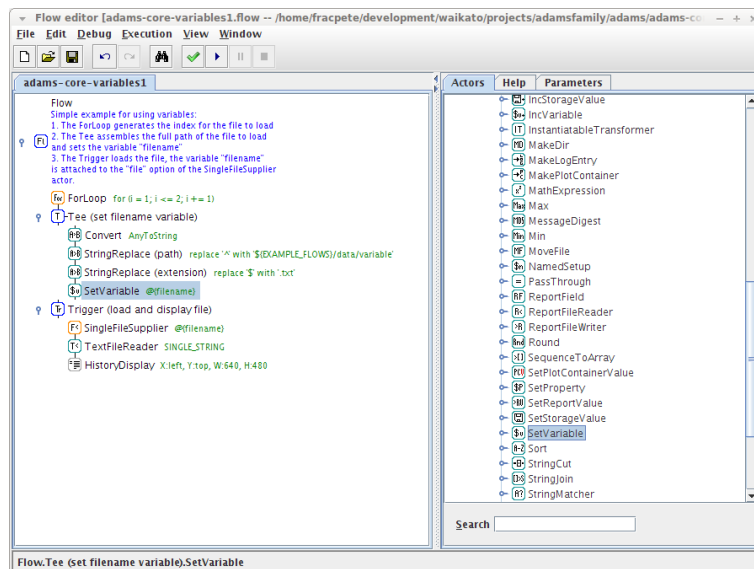 Flow editor [adams-core-variables1.flow -- /home/fracpete/development/waikato/projects/adamsfamily/adams/adams-co
File Edit Debug Execution View Window
adams-core-variables1
Flow
Simple example for using variables:
1. The ForLoop generates the index for the file to load
2. The Tee assembles the full path of the file to load
and sets the variable "filename"
3. The Trigger loads the file, the variable "filename"
is attached to the "file" option of the SingleFileSupplier
actor.
ForLoop for (i = 1; i <= 2; i += 1)
Tee (set filename variable)
Convert AnyToString
StringReplace (path) replace '^' with '${EXAMPLE_FLOWS}/data/variable'
StringReplace (extension) replace '$' with '.txt'
SetVariable @{filename}
Trigger (load and display file)
SingleFileSupplier @{filename}
TextFileReader SINGLE_STRING
HistoryDisplay X:left, Y:top, W:640, H:480
Actors Help Parameters
IncStorageValue
IncVariable
InstantiatableTransformer
MakeDir
MakeLogEntry
MakePlotContainer
MathExpression
Max
MessageDigest
Min
MoveFile
NamedSetup
PassThrough
ReportField
ReportFileReader
ReportFileWriter
Round
SequenceToArray
SetPlotContainerValue
SetProperty
SetReportValue
SetStorageValue
SetVariable
Sort
StringCut
StringJoin
StringMatcher
Search
Flow.Tee (set filename variable).SetVariable